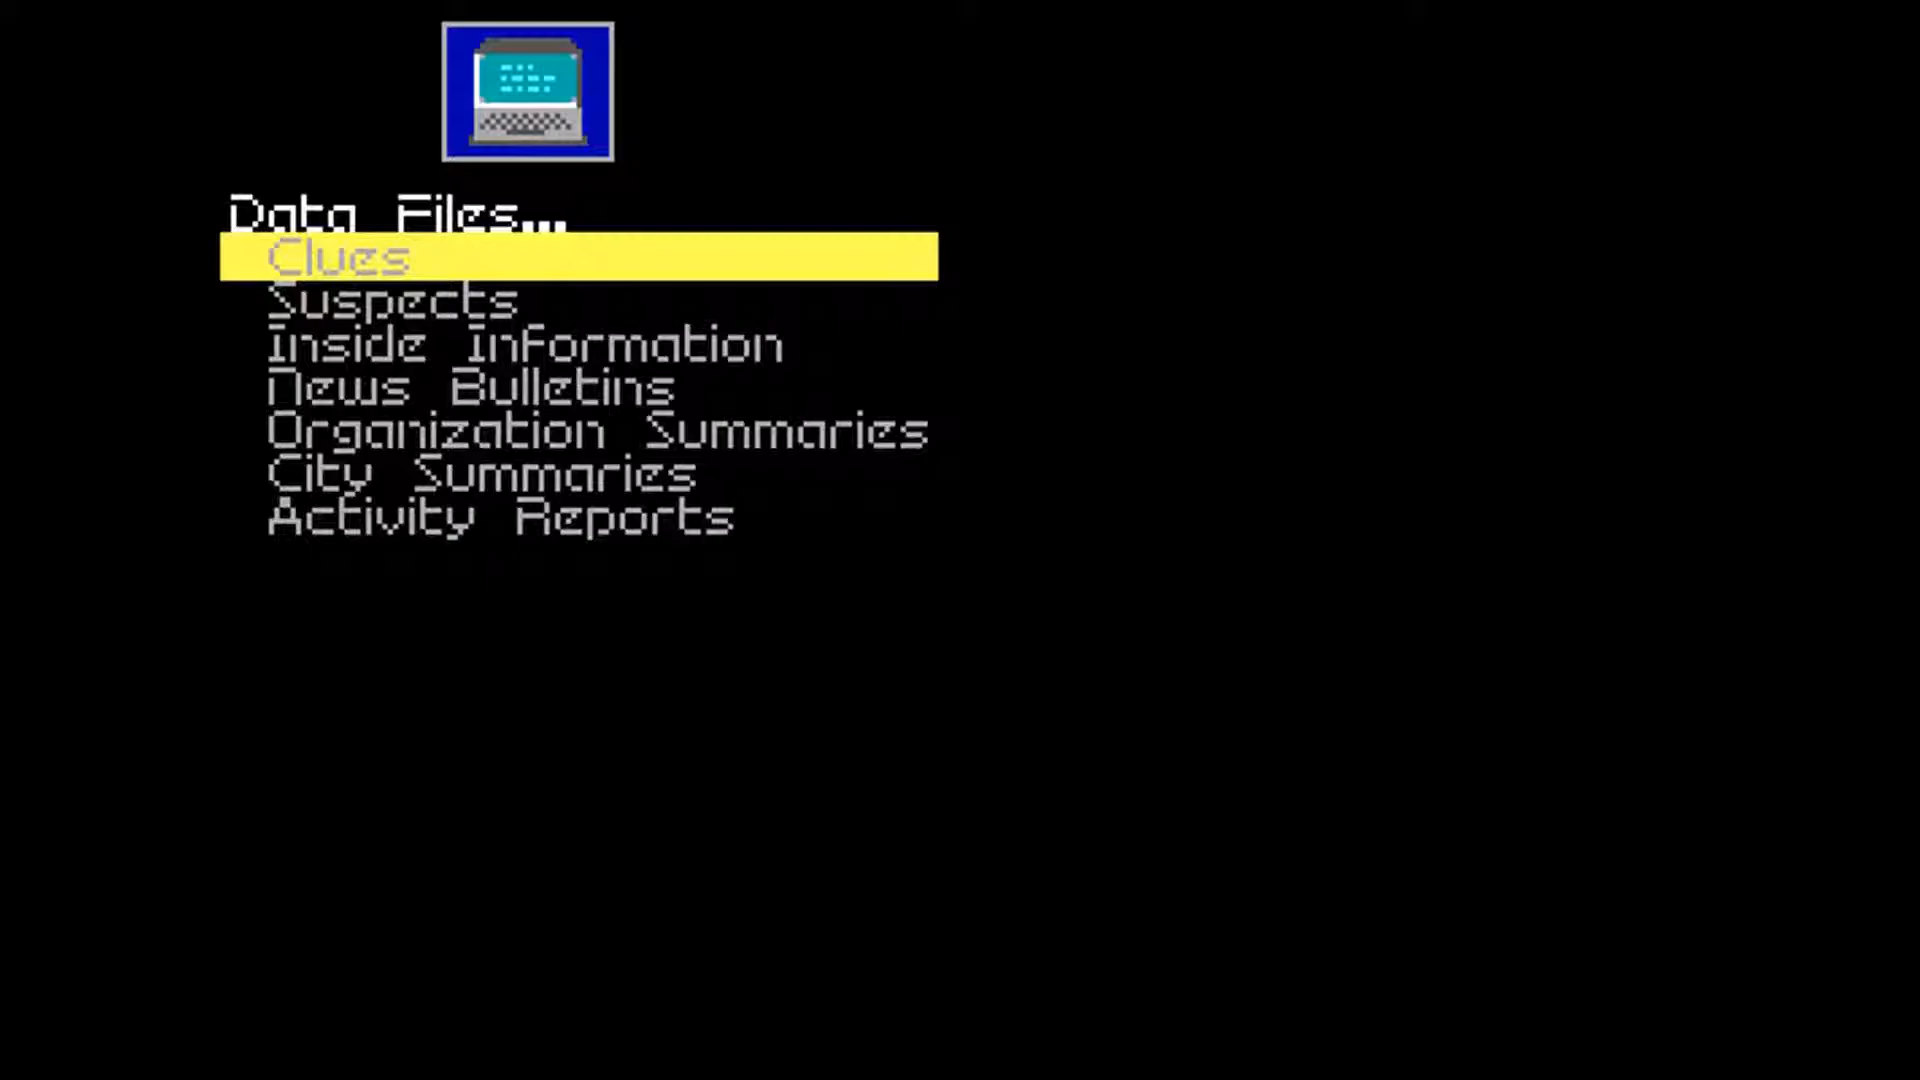 Data Files...
Clues
Suspects
Inside Information
News Bulletins
Organization Summaries
City Summaries
Activity Reports